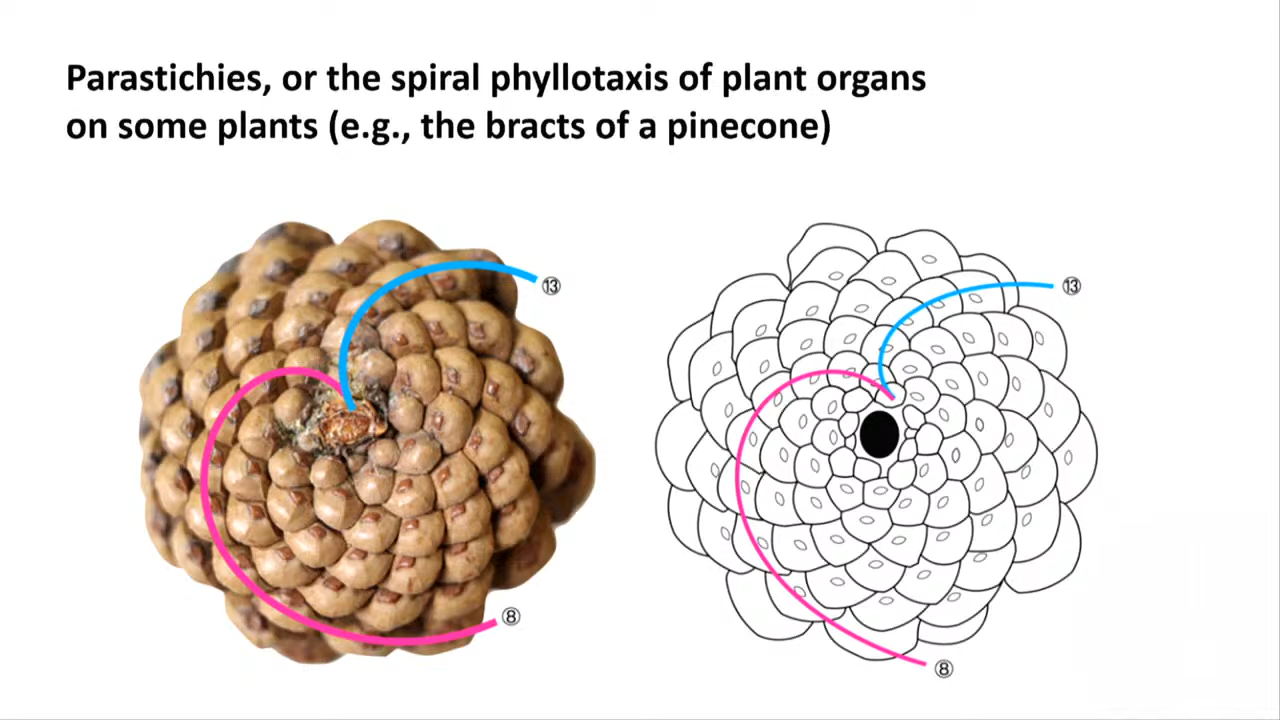 Parastichies, or the spiral phyllotaxis of plant organs
on some plants (e.g., the bracts of a pinecone)
⑬
⑬
⑧
⑧